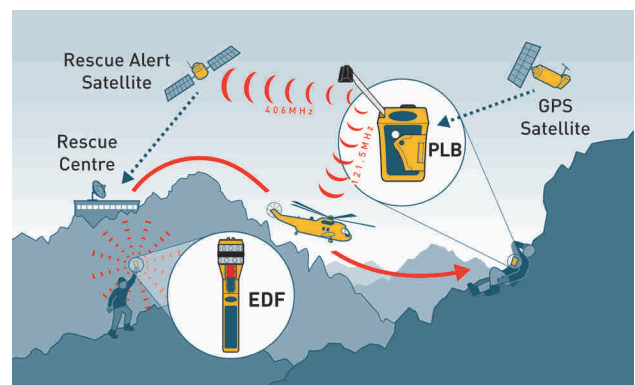 Rescue Alert
Satellite
406MHz
GPS
Satellite
Rescue
Centre
PLB
121.5MHz
EDF